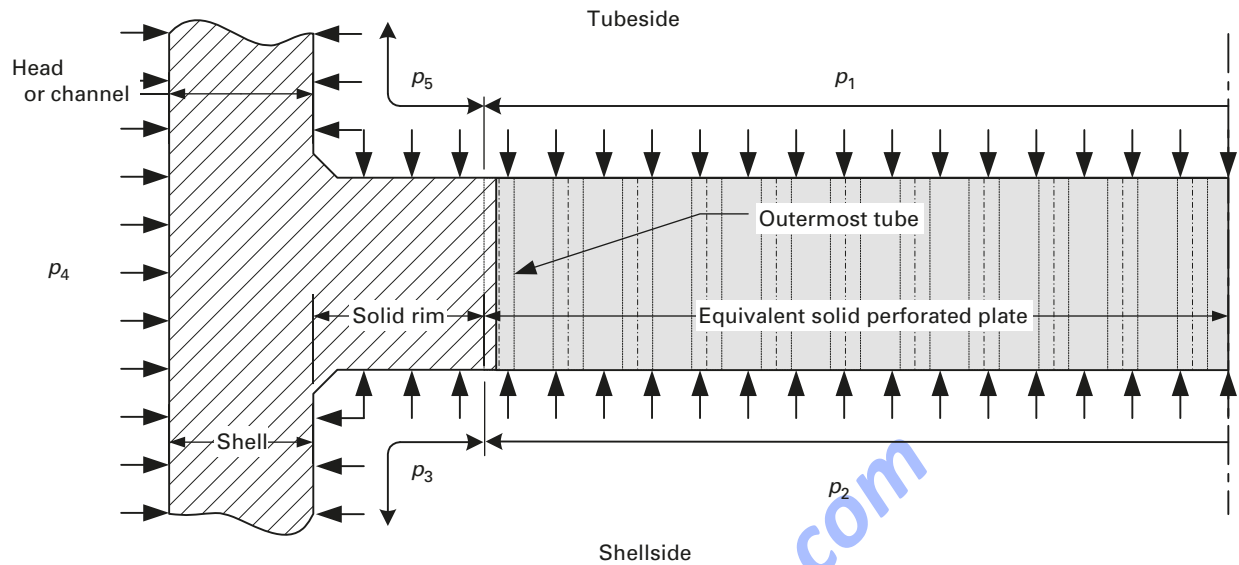 Tubeside
Head
or channel
p5
p1
Outermost tube
p4
Solid rim
Equivalent solid perforated plate
Shell
p3
p2
com
Shellside